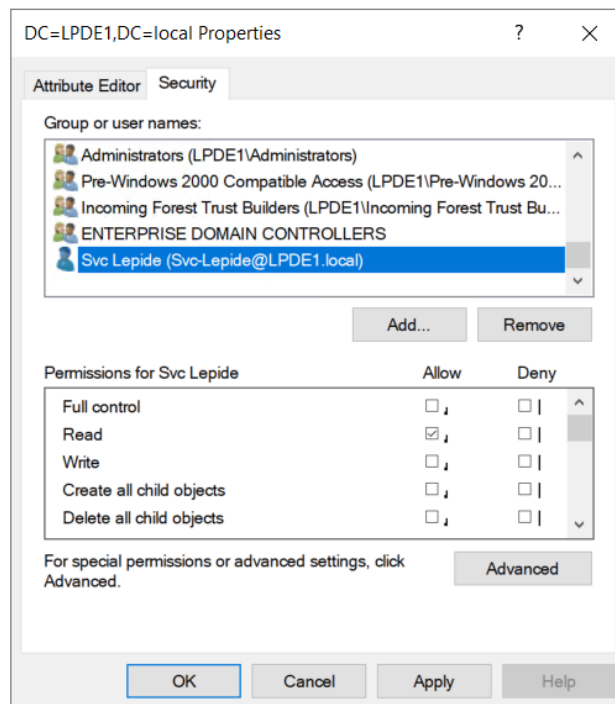 DC=LPDE1,DC=local Properties ? ×
Attribute Editor Security
Group or user names:
Administrators (LPDE1\Administrators)
Pre-Windows 2000 Compatible Access (LPDE1\Pre-Windows 20...
Incoming Forest Trust Builders (LPDE1\Incoming Forest Trust Bu...
ENTERPRISE DOMAIN CONTROLLERS
Svc Lepide (Svc-Lepide@LPDE1.local)
Add... Remove
Permissions for Svc Lepide Allow Deny
Full control
Read
Write
Create all child objects
Delete all child objects
For special permissions or advanced settings, click
Advanced.
Advanced
OK Cancel Apply Help